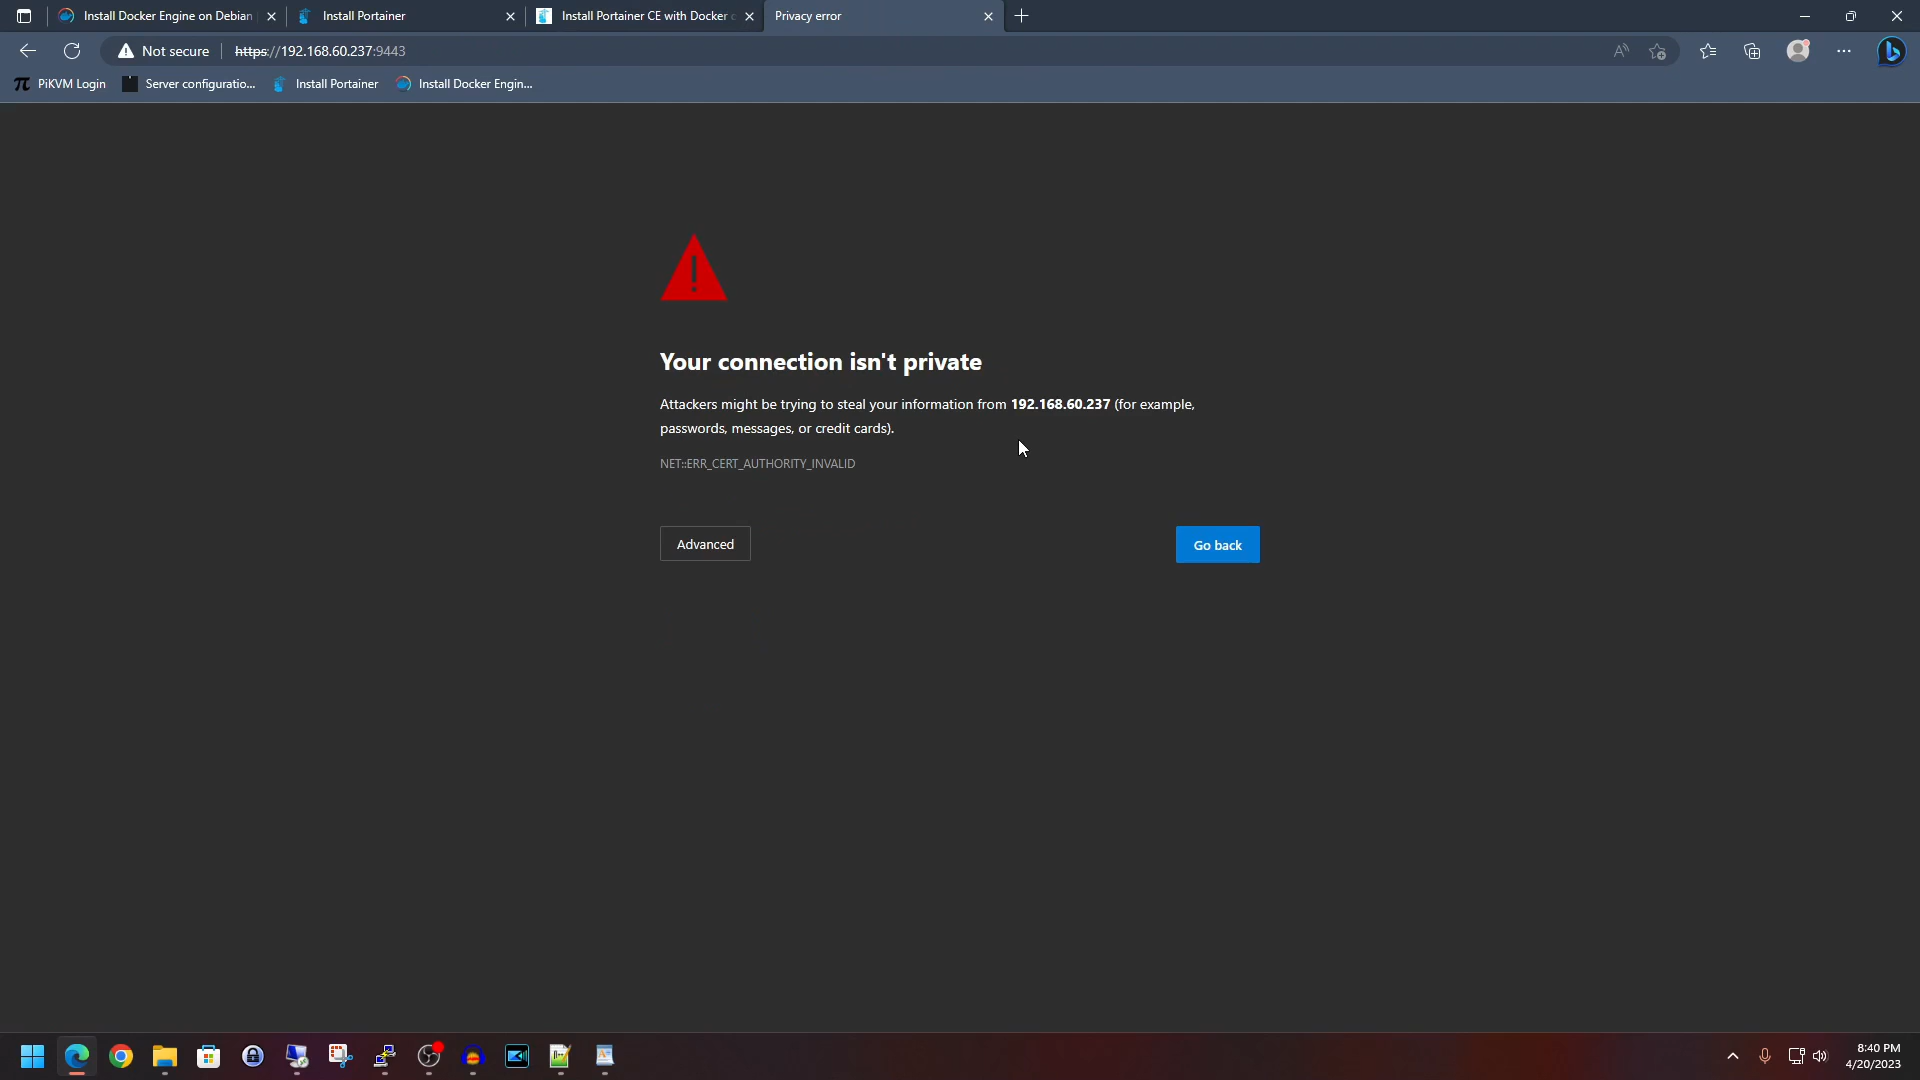 Install Docker Engine on Debian
Install Portainer
Install Portainer CE with Docker
Privacy error
Not secure
https://192.168.60.237:9443
PiKVM Login
Server configuratio...
Install Portainer
Install Docker Engin...
Your connection isn't private
Attackers might be trying to steal your information from 192.168.60.237 (for example,
passwords, messages, or credit cards).
NET::ERR_CERT_AUTHORITY_INVALID
Advanced
Go back
8:40 PM
4/20/2023